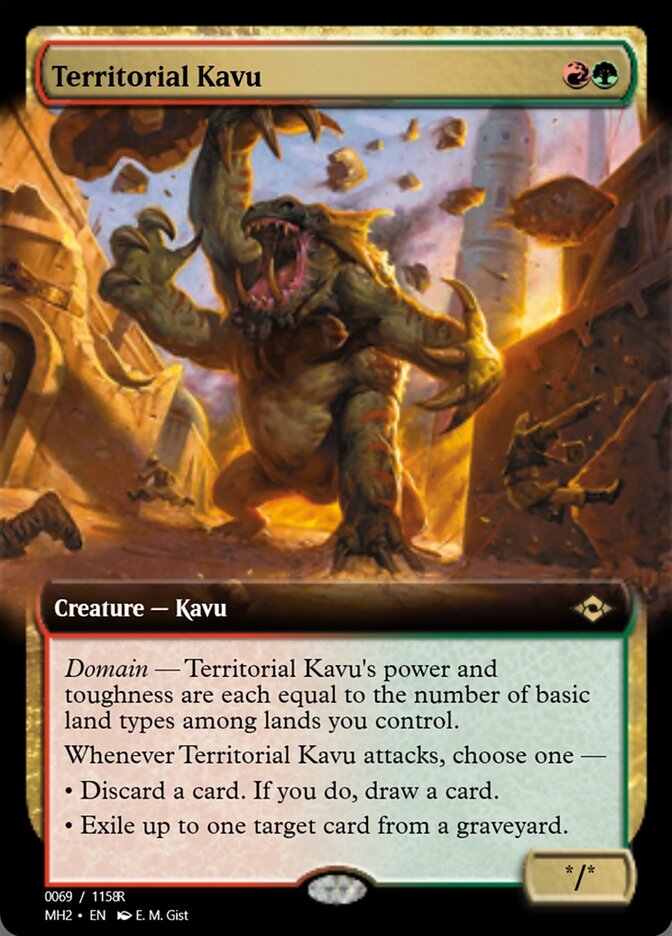 Territorial Kavu
Creature — Kavu
Domain — Territorial Kavu's power and
toughness are each equal to the number of basic
land types among lands you control.
Whenever Territorial Kavu attacks, choose one —
• Discard a card. If you do, draw a card.
• Exile up to one target card from a graveyard.
*/*
0069 / 1158R
MH2 • EN E. M. Gist